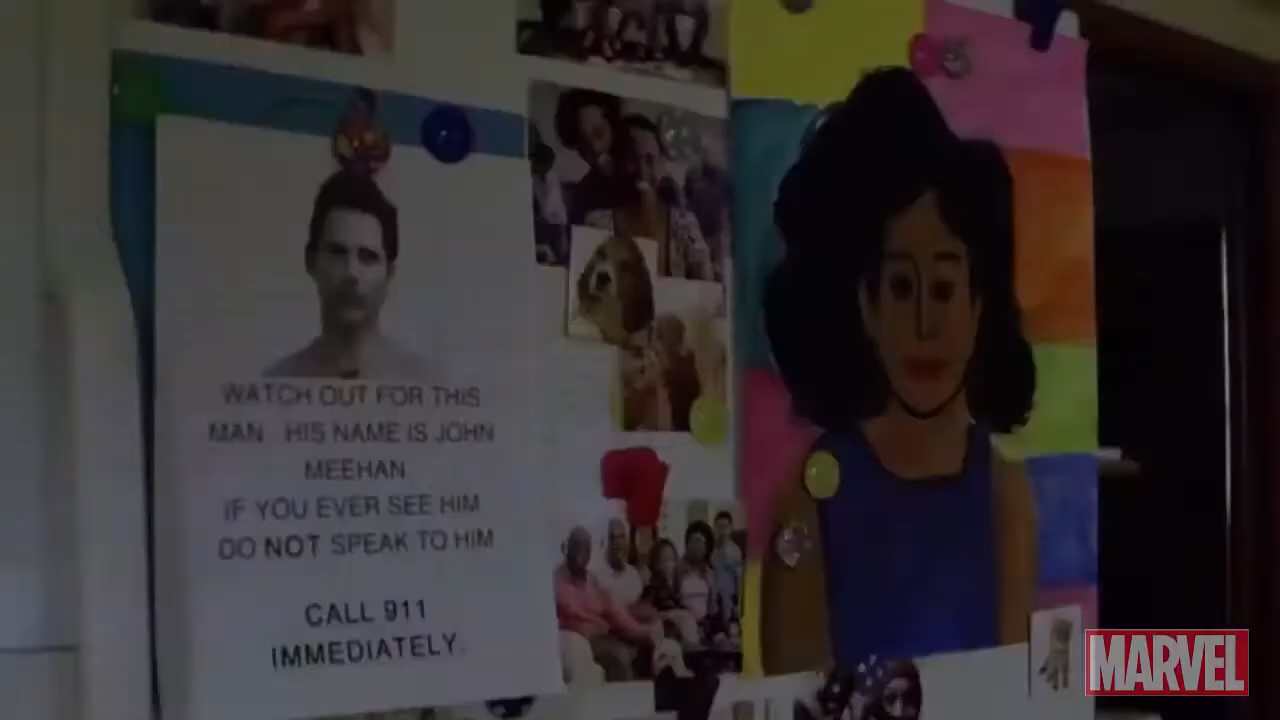 WATCH OUT FOR THIS
MAN. HIS NAME IS JOHN
MEEHAN.
IF YOU EVER SEE HIM
DO NOT SPEAK TO HIM
CALL 911
IMMEDIATELY.
MARVEL